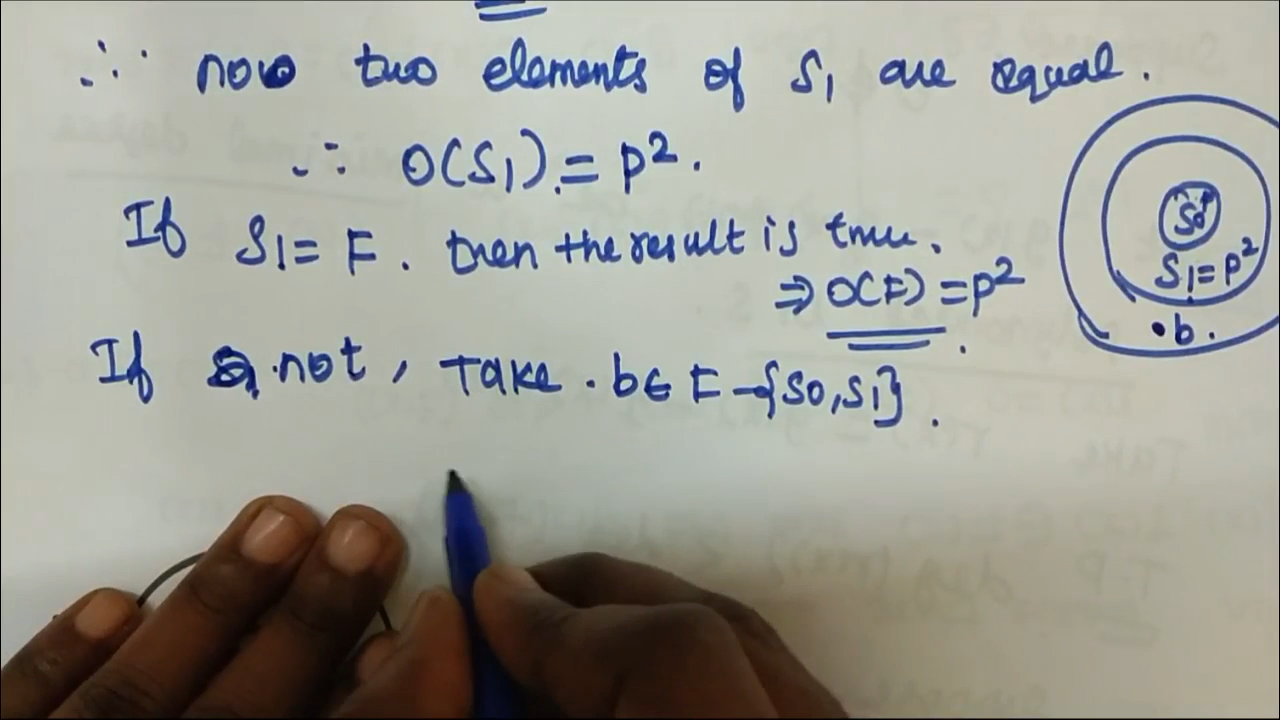 ∴ now two elements of S₁ are equal.
∴ O(S₁) = P².
If S₁ = F. then the result is true.
⇒ O(F) = P².
If not, Take b ∈ F - {S₀, S₁}.
S₀
S₁ = P²
• b.